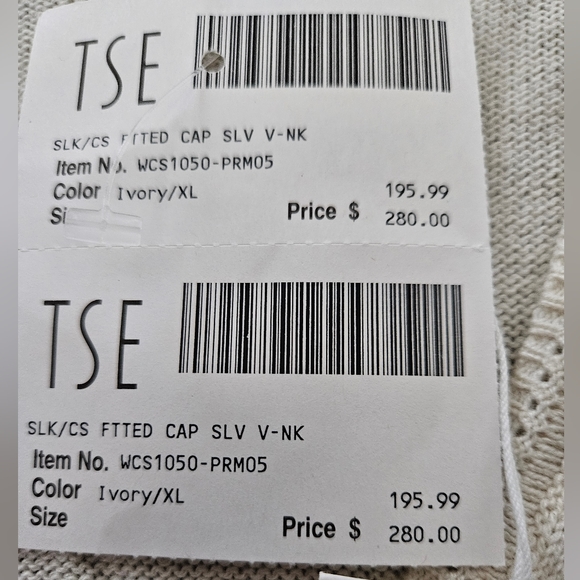 TSE
SLK/CS FTTED CAP SLV V-NK
Item No. WCS1050-PRM05
Color Ivory/XL 195.99
Si Price $ 280.00
TSE
SLK/CS FTTED CAP SLV V-NK
Item No. WCS1050-PRM05
Color Ivory/XL 195.99
Size Price $ 280.00